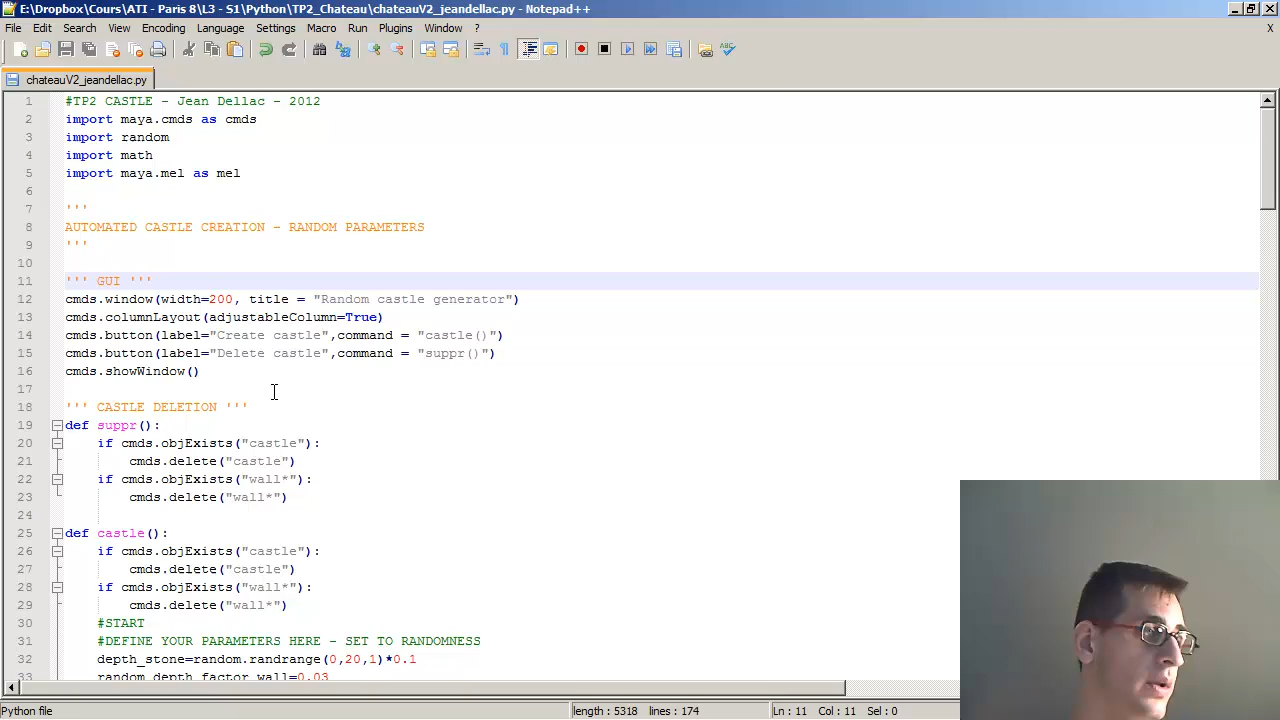 E:\Dropbox\Cours\ATI - Paris 8\L3 - S1\Python\TP2_Chateau\chateauV2_jeandellac.py - Notepad++
File Edit Search View Encoding Language Settings Macro Run Plugins Window ? X
chateauV2_jeandellac.py
1 #TP2 CASTLE - Jean Dellac - 2012
2 import maya.cmds as cmds
3 import random
4 import math
5 import maya.mel as mel
6
7 '''
8 AUTOMATED CASTLE CREATION - RANDOM PARAMETERS
9 '''
10
11 ''' GUI '''
12 cmds.window(width=200, title = "Random castle generator")
13 cmds.columnLayout(adjustableColumn=True)
14 cmds.button(label="Create castle",command = "castle()")
15 cmds.button(label="Delete castle",command = "suppr()")
16 cmds.showWindow()
17
18 ''' CASTLE DELETION '''
19 def suppr():
20 if cmds.objExists("castle"):
21 cmds.delete("castle")
22 if cmds.objExists("wall*"):
23 cmds.delete("wall*")
24
25 def castle():
26 if cmds.objExists("castle"):
27 cmds.delete("castle")
28 if cmds.objExists("wall*"):
29 cmds.delete("wall*")
30 #START
31 #DEFINE YOUR PARAMETERS HERE - SET TO RANDOMNESS
32 depth_stone=random.randrange(0,20,1)*0.1
33 random_depth_factor_wall=0.03
Python file length : 5318 lines : 174 Ln : 11 Col : 11 Sel : 0